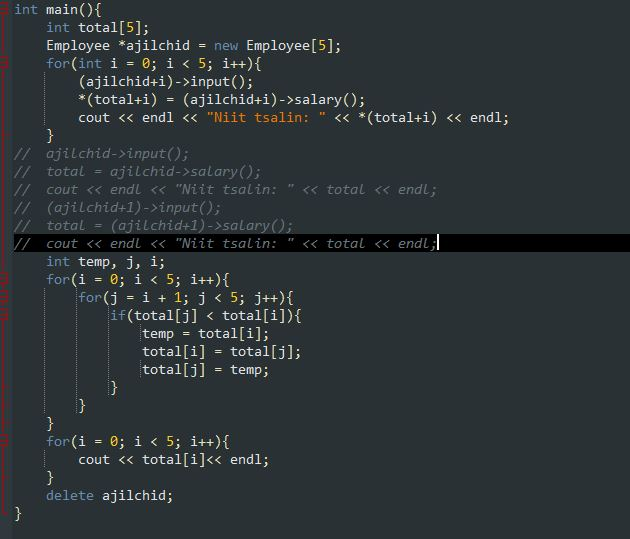 int main(){
    int total[5];
    Employee *ajilchid = new Employee[5];
    for(int i = 0; i < 5; i++){
        (ajilchid+i)->input();
        *(total+i) = (ajilchid+i)->salary();
        cout << endl << "Niit tsalin: " << *(total+i) << endl;
    }
//  ajilchid->input();
//  total = ajilchid->salary();
//  cout << endl << "Niit tsalin: " << total << endl;
//  (ajilchid+1)->input();
//  total = (ajilchid+1)->salary();
//  cout << endl << "Niit tsalin: " << total << endl;
    int temp, j, i;
    for(i = 0; i < 5; i++){
        for(j = i + 1; j < 5; j++){
            if(total[j] < total[i]){
                temp = total[i];
                total[i] = total[j];
                total[j] = temp;
            }
        }
    }
    for(i = 0; i < 5; i++){
        cout << total[i]<< endl;
    }
    delete ajilchid;
}